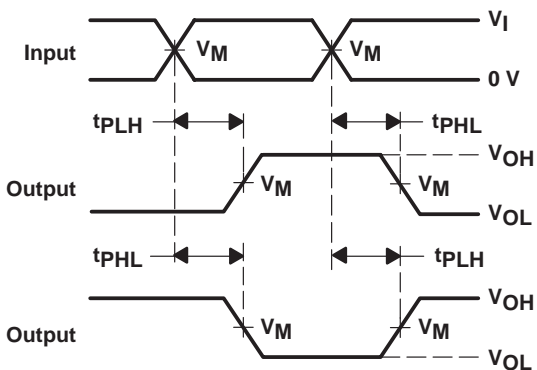 VI
Input VM VM
0 V
tPLH tPHL
VOH
Output VM VM
VOL
tPHL tPLH
VOH
Output VM VM
VOL